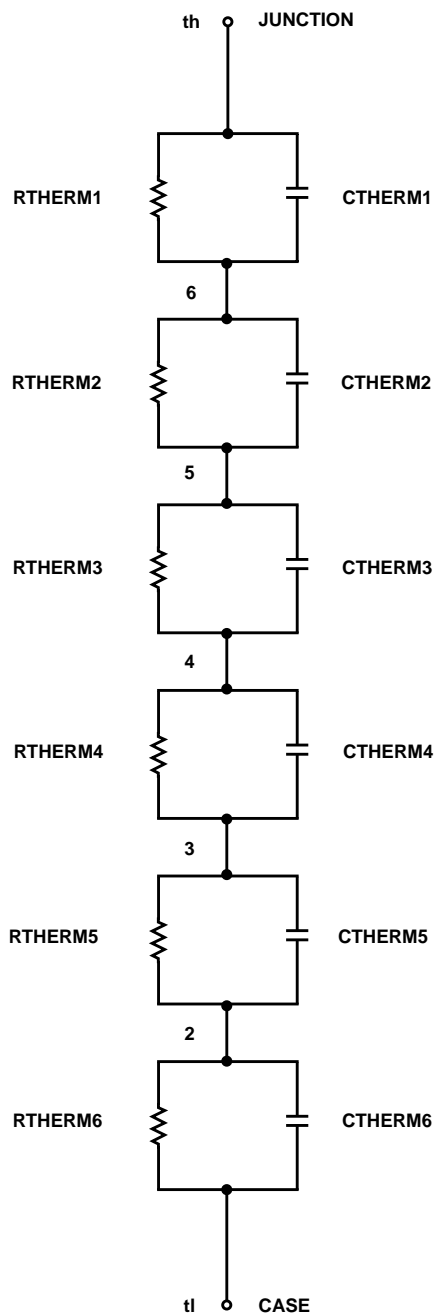 th JUNCTION
RTHERM1 CTHERM1
6
RTHERM2 CTHERM2
5
RTHERM3 CTHERM3
4
RTHERM4 CTHERM4
3
RTHERM5 CTHERM5
2
RTHERM6 CTHERM6
tl CASE